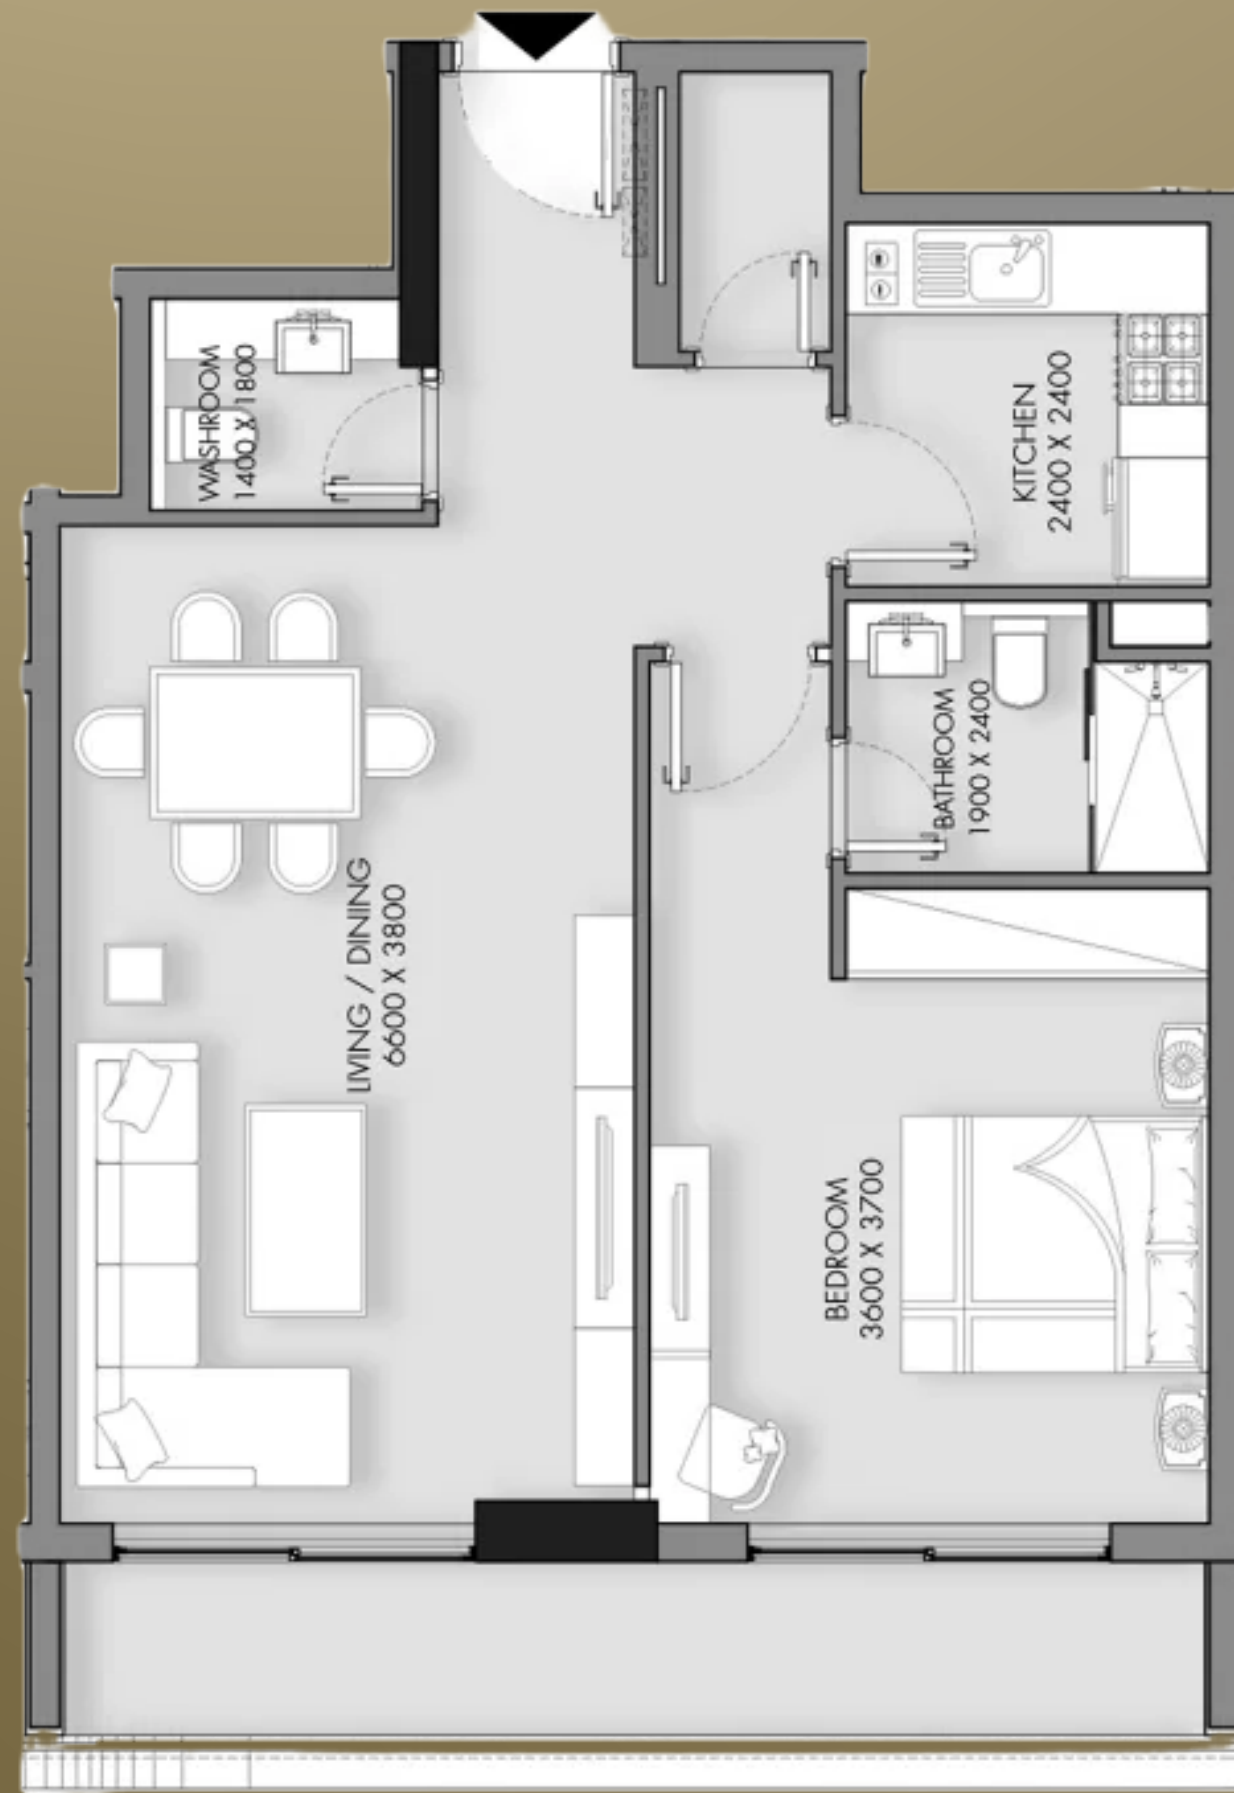 WASHROOM
1400 X 1800
KITCHEN
2400 X 2400
BATHROOM
1900 X 2400
LIVING / DINING
6600 X 3800
BEDROOM
3600 X 3700